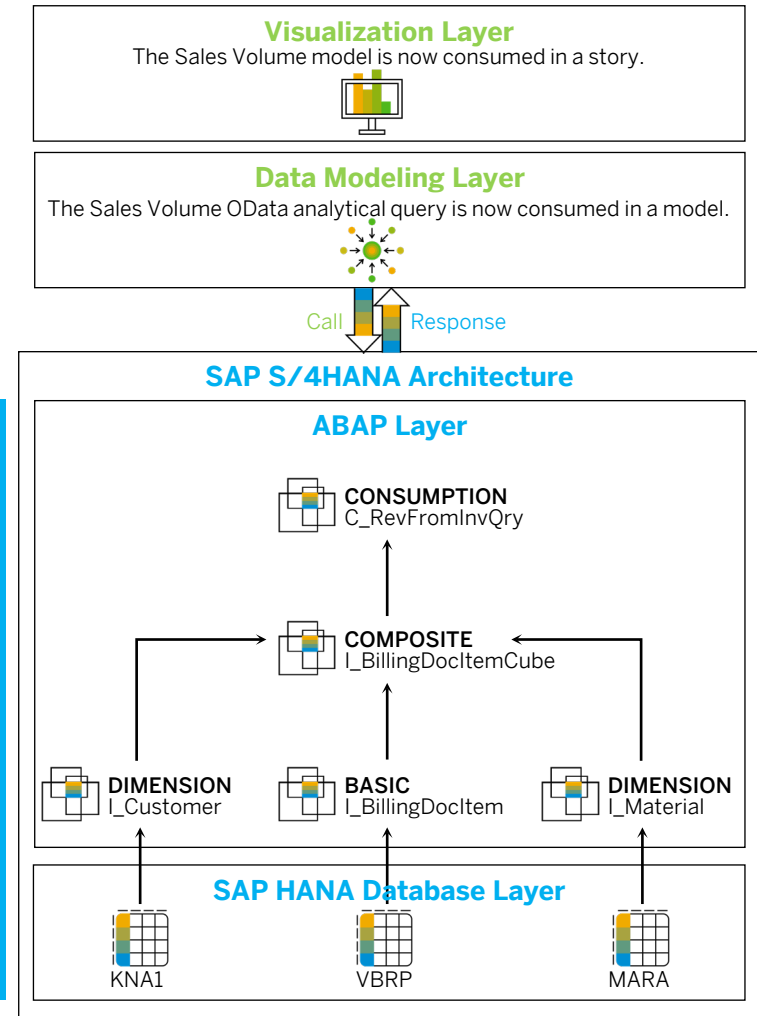 Visualization Layer
The Sales Volume model is now consumed in a story.
Data Modeling Layer
The Sales Volume OData analytical query is now consumed in a model.
Call
Response
SAP S/4HANA Architecture
ABAP Layer
CONSUMPTION
C_RevFromInvQry
COMPOSITE
I_BillingDocItemCube
DIMENSION
I_Customer
BASIC
I_BillingDocItem
DIMENSION
I_Material
SAP HANA Database Layer
KNA1
VBRP
MARA